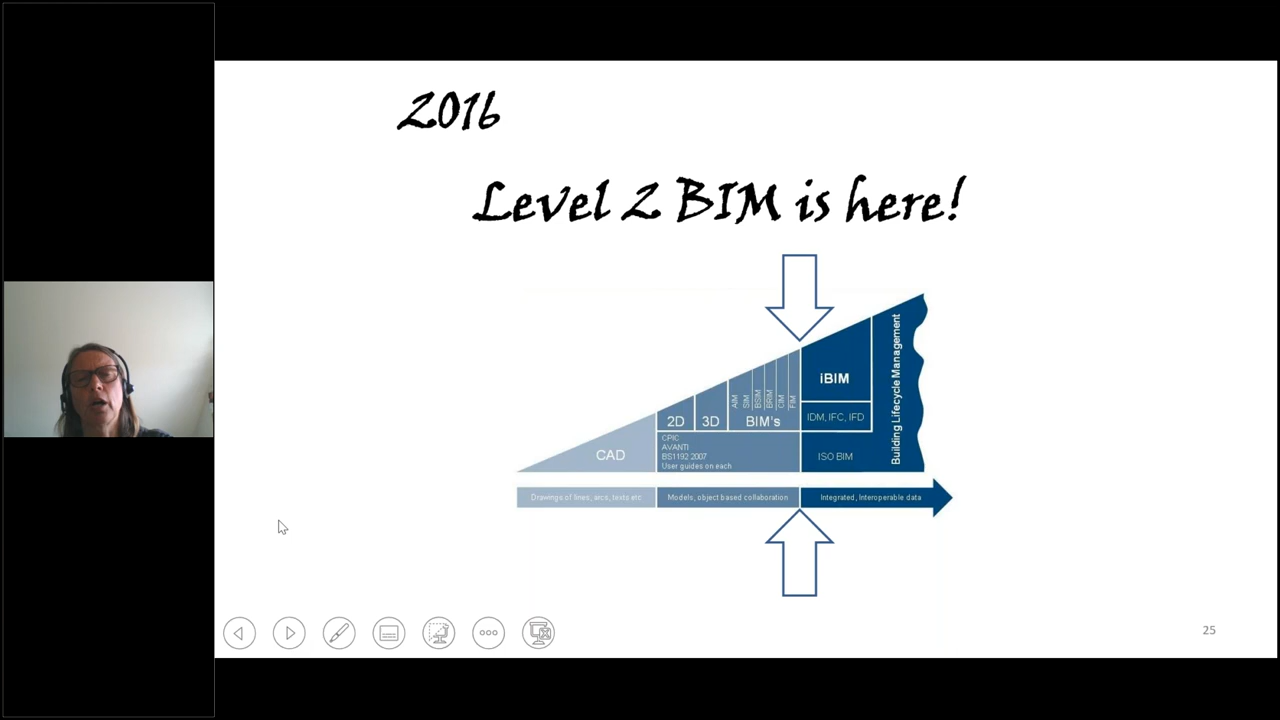 2016
Level 2 BIM is here!
Building Lifecycle Management
iBIM
AIM
SIM
BSIM
BRIM
CIM
FIM
2D
3D
BIM's
IDM, IFC, IFD
CPIC
AVANTI
BS1192 2007
User guides on each
CAD
ISO BIM
Drawings of lines, arcs, texts etc
Models, object based collaboration
Integrated, Interoperable data
25